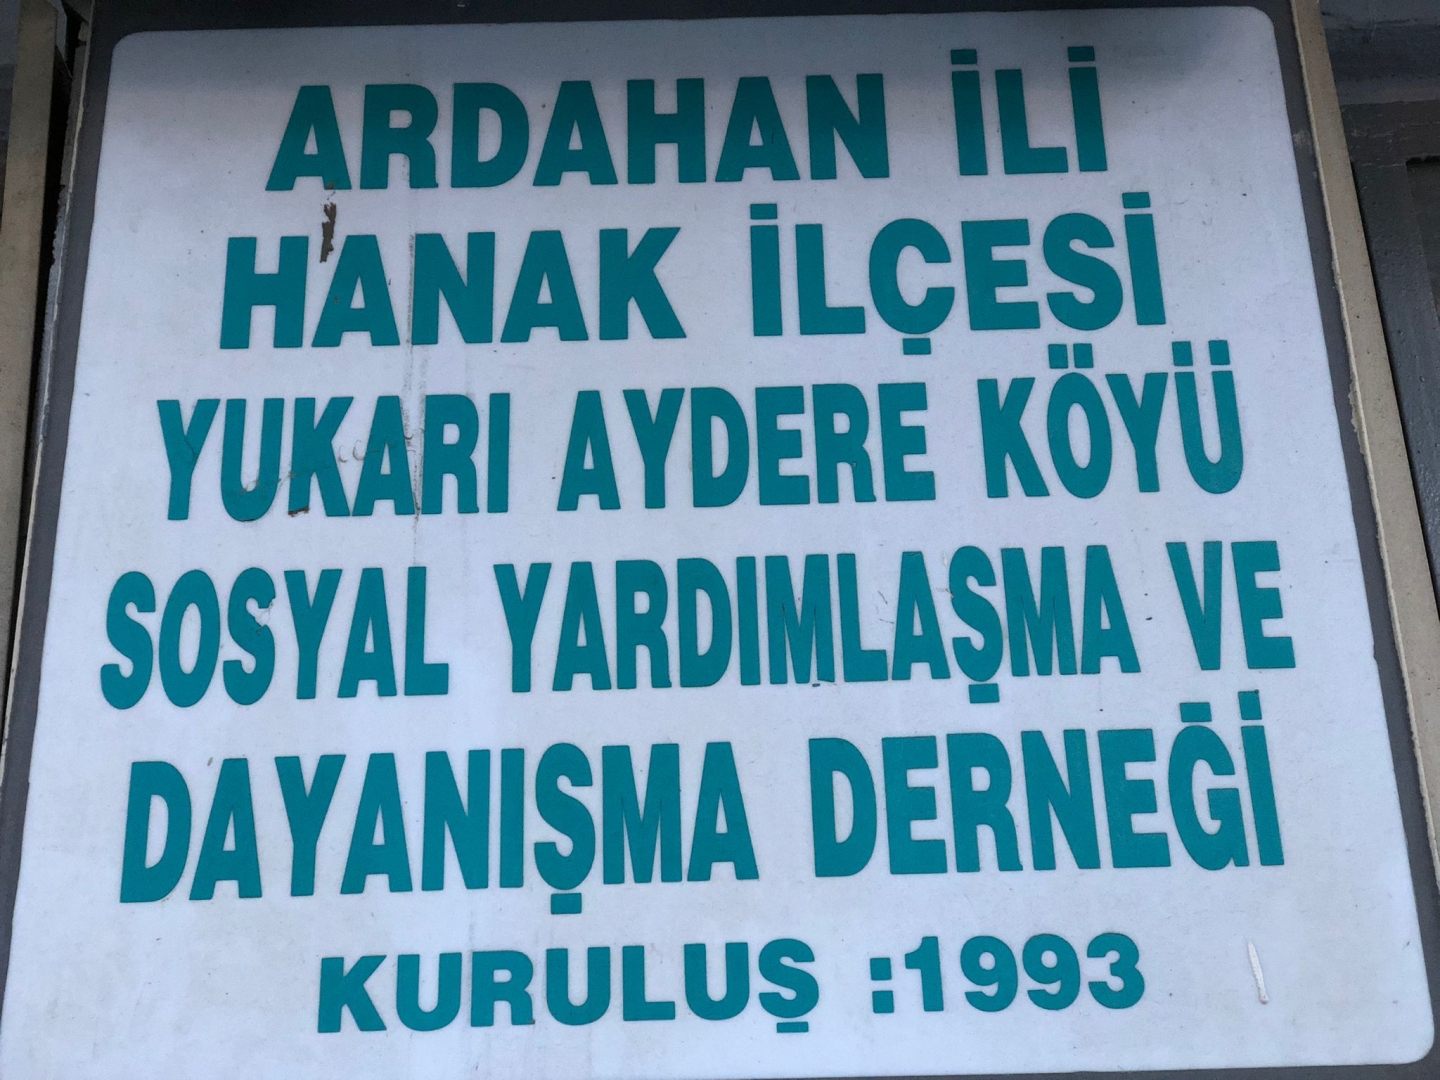 ARDAHAN İLİ
HANAK İLÇESİ
YUKARI AYDERE KÖYÜ
SOSYAL YARDIMLAŞMA VE
DAYANIŞMA DERNEĞİ
KURULUŞ :1993